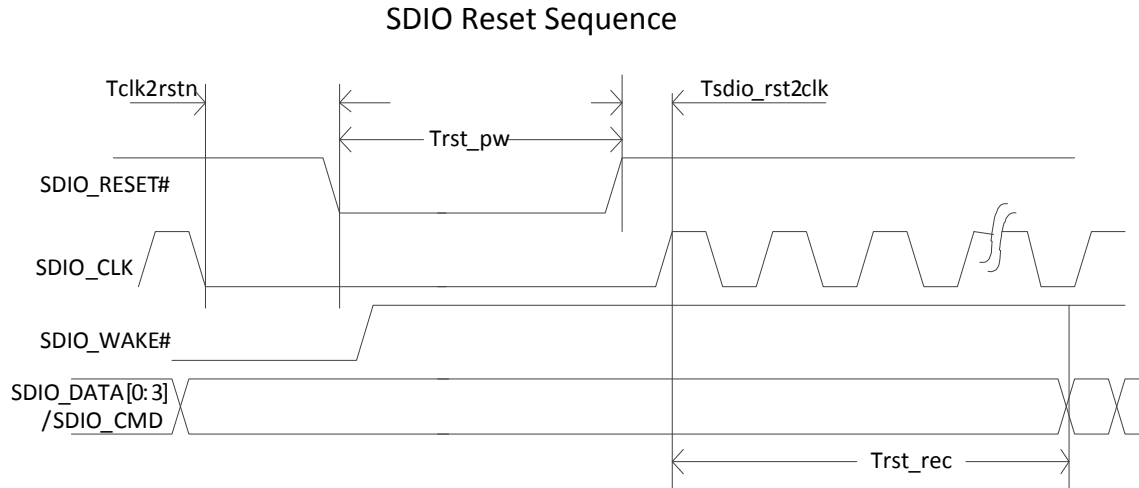 SDIO Reset Sequence
Tclk2rstn
Tsdio_rst2clk
Trst_pw
SDIO_RESET#
SDIO_CLK
SDIO_WAKE#
SDIO_DATA[0:3]
/SDIO_CMD
Trst_rec